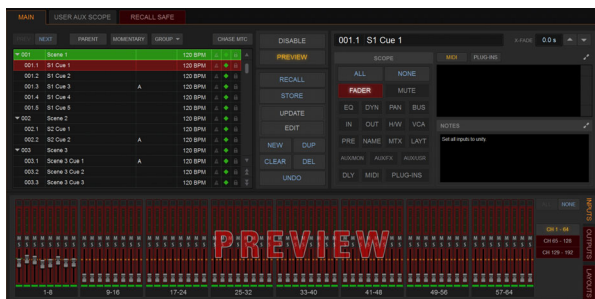 MAIN USER AUX SCOPE RECALL SAFE
NEXT PARENT MOMENTARY GROUP CHASE MTC
001 Scene 1 120 BPM
001.1 S1 Cue 1 120 BPM
001.2 S1 Cue 2 120 BPM
001.3 S1 Cue 3 A 120 BPM
001.4 S1 Cue 4 120 BPM
001.5 S1 Cue 5 120 BPM
002 Scene 2 120 BPM
002.1 S2 Cue 1 120 BPM
002.2 S2 Cue 2 A 120 BPM
003 Scene 3 120 BPM
003.1 Scene 3 Cue 1 A 120 BPM
003.2 Scene 3 Cue 2 120 BPM
003.3 Scene 3 Cue 3 120 BPM
DISABLE
PREVIEW
RECALL
STORE
UPDATE
EDIT
NEW DUP
CLEAR DEL
UNDO
001.1 S1 Cue 1 X-FADE 0.0 s
SCOPE
ALL NONE
FADER MUTE
EQ DYN PAN BUS
IN OUT H/W VCA
PRE NAME MTX LAYT
AUX/MON AUX/FX AUX/USR
DLY MIDI PLUG-INS
MIDI PLUG-INS
NOTES
Set all inputs to unity.
PREVIEW
1-8 9-16 17-24 25-32 33-40 41-48 49-56 57-64
NONE
CH 1 - 64
CH 65 - 128
CH 129 - 192
INPUTS
OUTPUTS
LAYOUTS